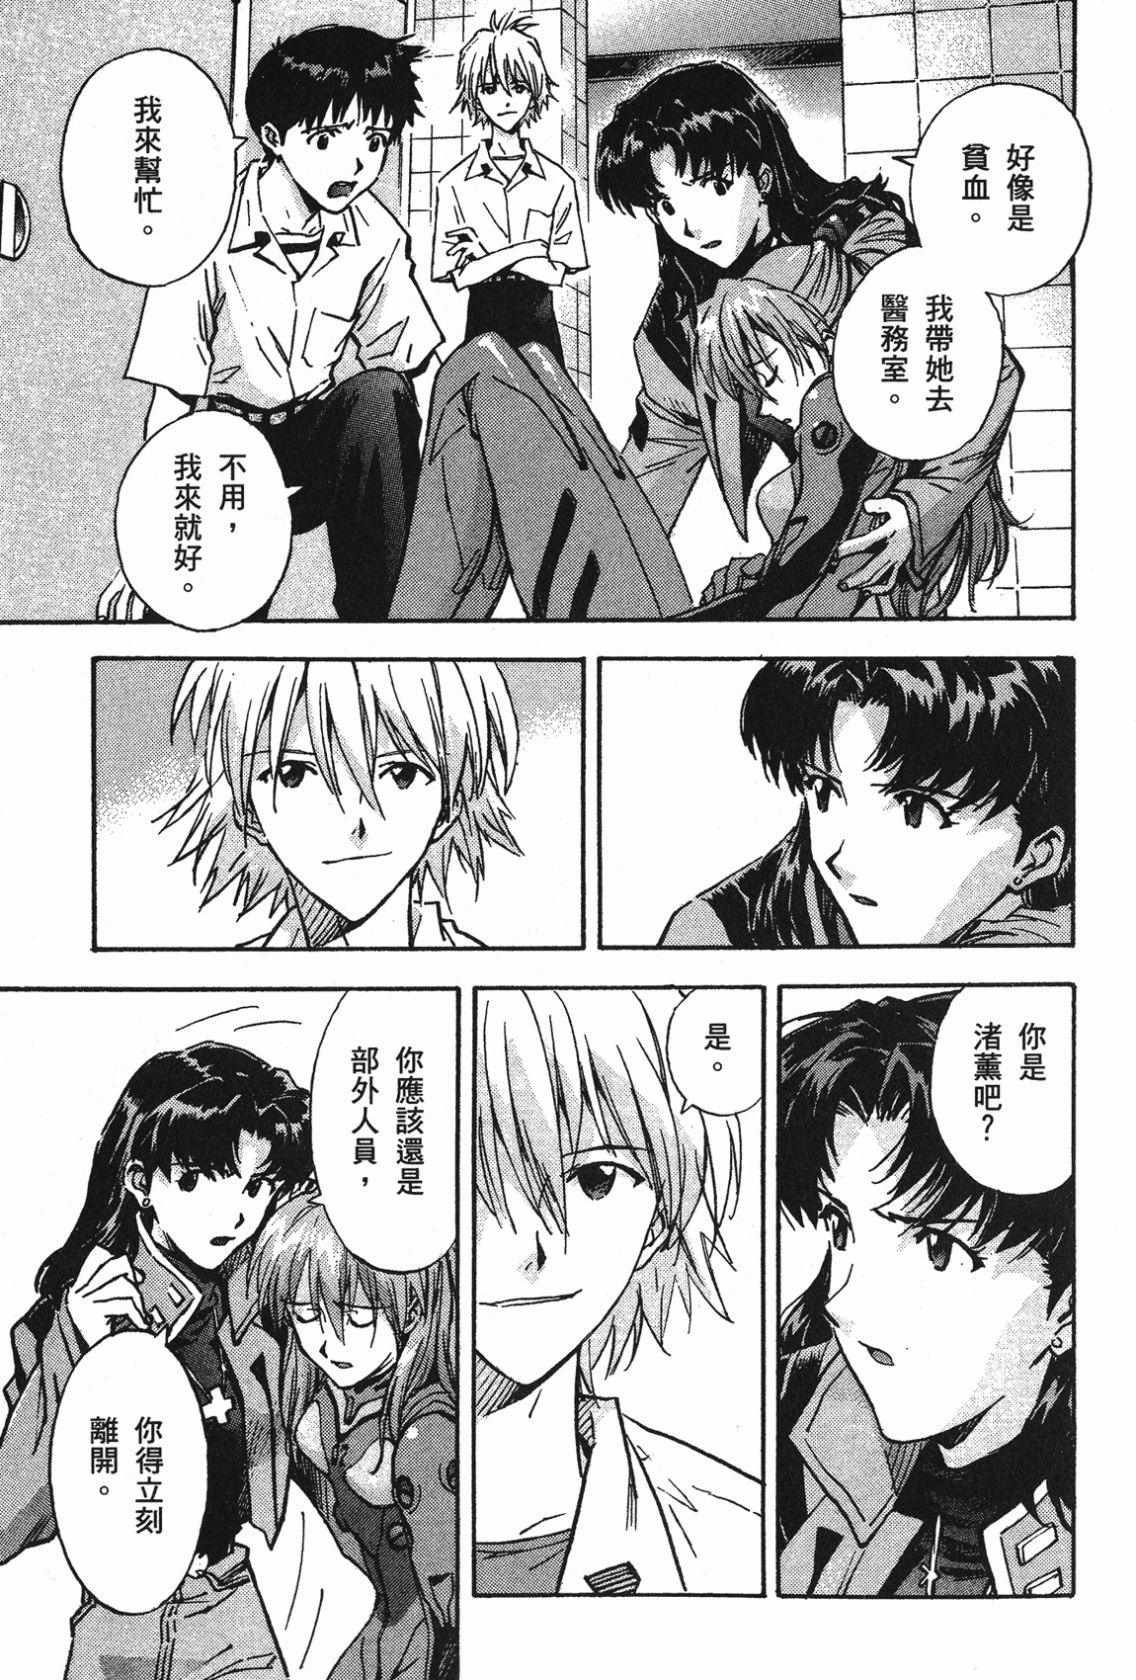 好像是
貧血。
我帶她去
醫務室。
我來幫忙。
不用，
我來就好。
你是
渚薰吧？
是。
你應該還是
部外人員，
你得立刻
離開。